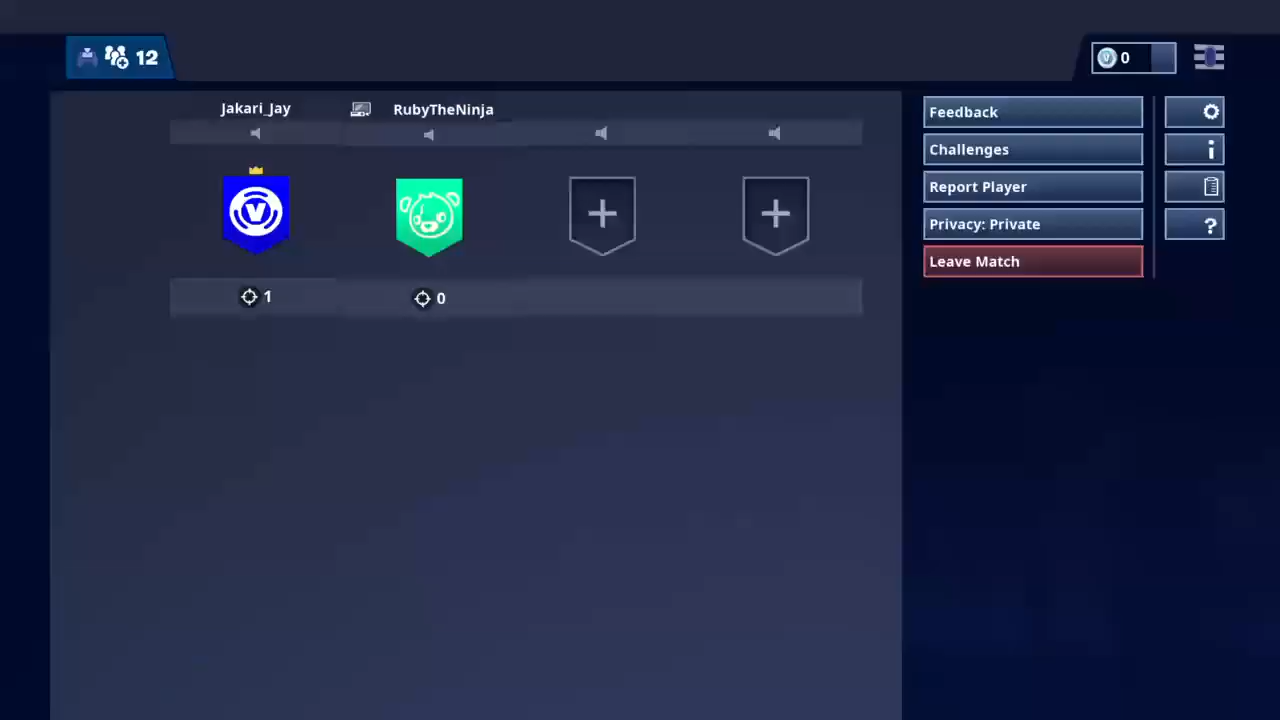 12
0
Jakari_Jay
RubyTheNinja
1
0
Feedback
Challenges
Report Player
Privacy: Private
Leave Match